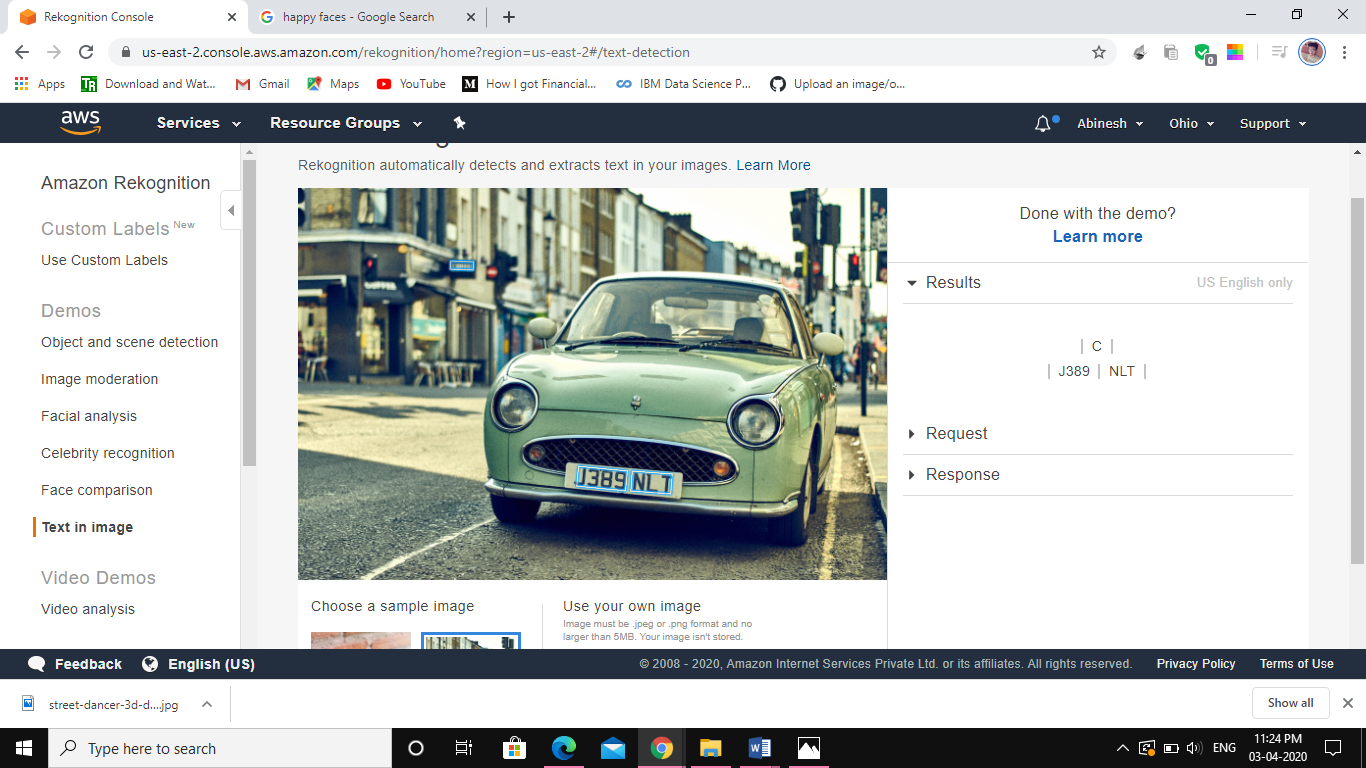 Rekognition Console
happy faces - Google Search
us-east-2.console.aws.amazon.com/rekognition/home?region=us-east-2#/text-detection
Apps
Download and Wat...
Gmail
Maps
YouTube
How I got Financial...
IBM Data Science P...
Upload an image/o...
aws
Services
Resource Groups
Abinesh
Ohio
Support
Amazon Rekognition
Custom Labels New
Use Custom Labels
Demos
Object and scene detection
Image moderation
Facial analysis
Celebrity recognition
Face comparison
Text in image
Video Demos
Video analysis
Rekognition automatically detects and extracts text in your images. Learn More
J389 NLT
Choose a sample image
Use your own image
Image must be .jpeg or .png format and no
larger than 5MB. Your image isn't stored.
Done with the demo?
Learn more
Results
US English only
| C |
| J389 | NLT |
Request
Response
Feedback
English (US)
© 2008 - 2020, Amazon Internet Services Private Ltd. or its affiliates. All rights reserved.
Privacy Policy
Terms of Use
street-dancer-3d-d....jpg
Show all
Type here to search
ENG
11:24 PM
03-04-2020